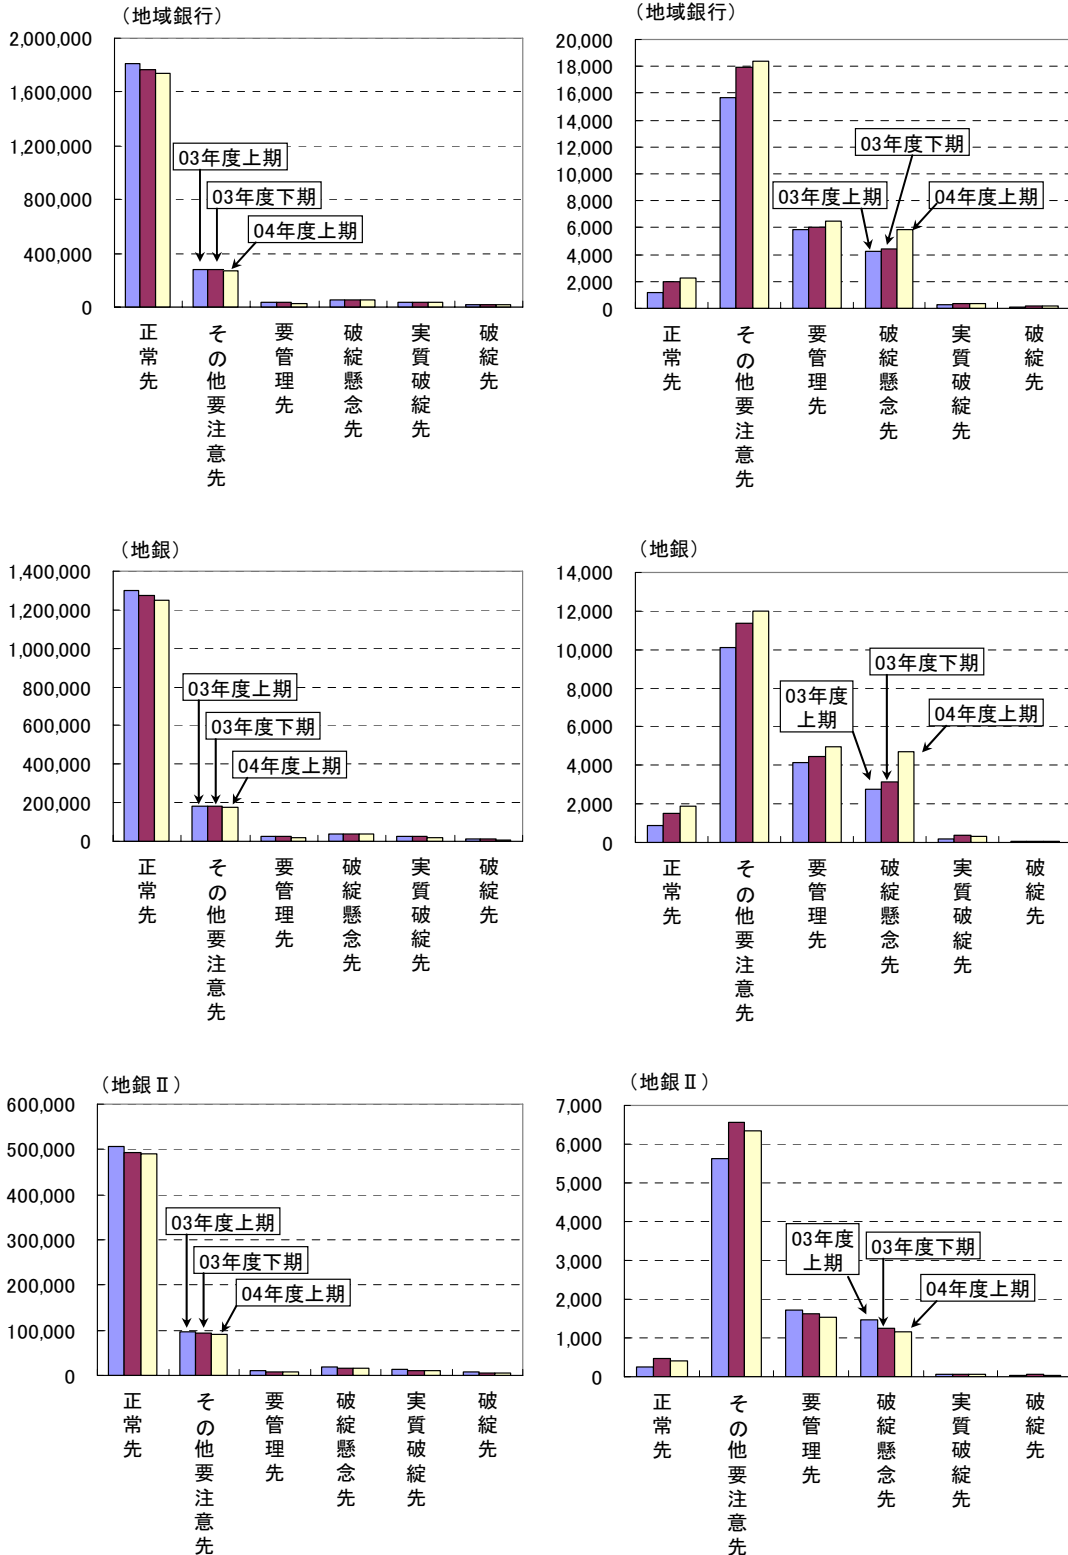 （地域銀行）
2,000,000
1,600,000
1,200,000
800,000
400,000
0
03年度上期
03年度下期
04年度上期
正常先
その他要注意先
要管理先
破綻懸念先
実質破綻先
破綻先
（地域銀行）
20,000
18,000
16,000
14,000
12,000
10,000
8,000
6,000
4,000
2,000
0
03年度下期
03年度上期
04年度上期
正常先
その他要注意先
要管理先
破綻懸念先
実質破綻先
破綻先
（地銀）
1,400,000
1,200,000
1,000,000
800,000
600,000
400,000
200,000
0
03年度上期
03年度下期
04年度上期
正常先
その他要注意先
要管理先
破綻懸念先
実質破綻先
破綻先
（地銀）
14,000
12,000
10,000
8,000
6,000
4,000
2,000
0
03年度下期
03年度
上期
04年度上期
正常先
その他要注意先
要管理先
破綻懸念先
実質破綻先
破綻先
（地銀Ⅱ）
600,000
500,000
400,000
300,000
200,000
100,000
0
03年度上期
03年度下期
04年度上期
正常先
その他要注意先
要管理先
破綻懸念先
実質破綻先
破綻先
（地銀Ⅱ）
7,000
6,000
5,000
4,000
3,000
2,000
1,000
0
03年度
上期
03年度下期
04年度上期
正常先
その他要注意先
要管理先
破綻懸念先
実質破綻先
破綻先